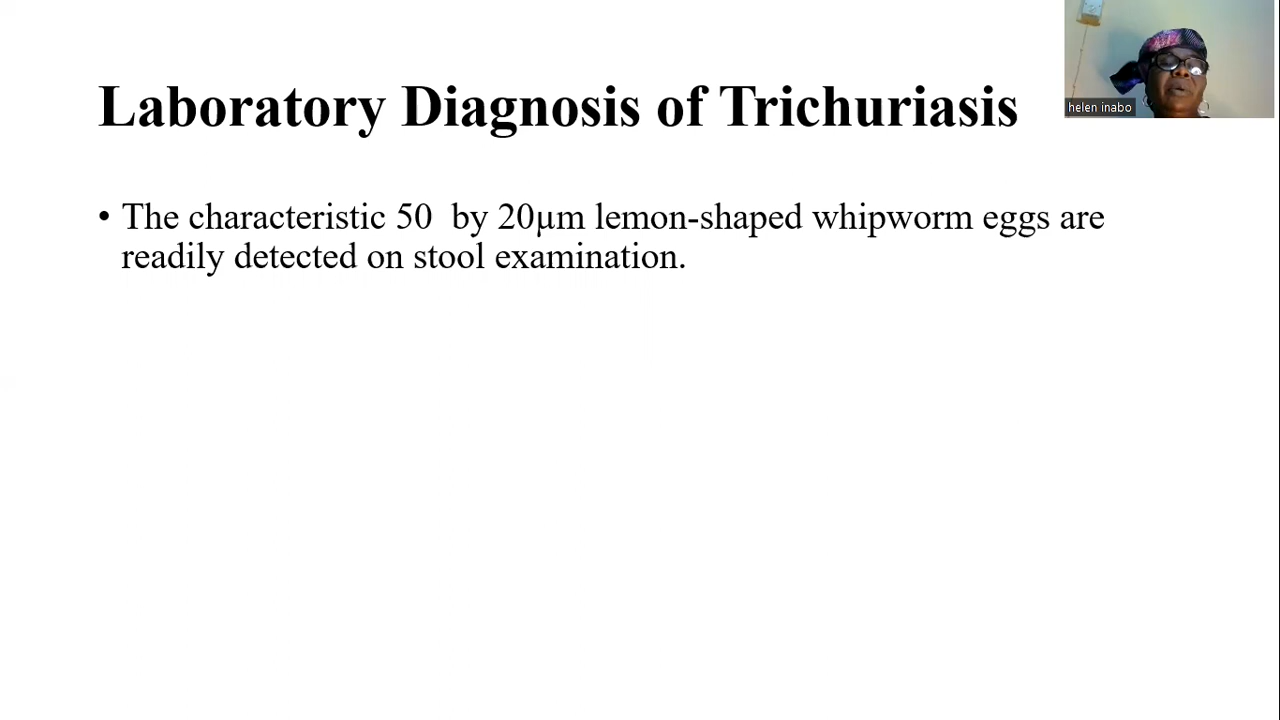 Laboratory Diagnosis of Trichuriasis
helen inabo
• The characteristic 50 by 20µm lemon-shaped whipworm eggs are
readily detected on stool examination.